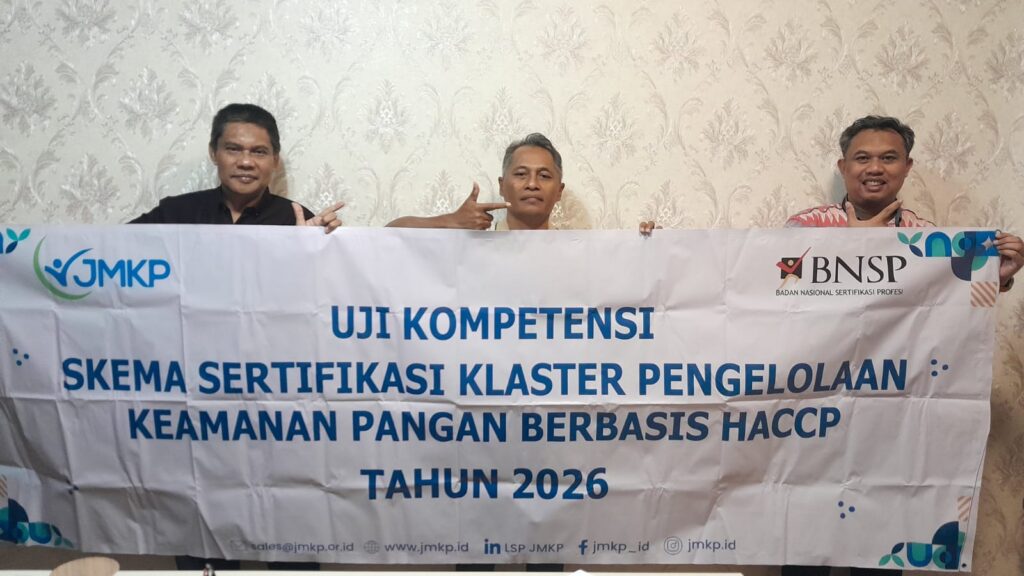 JMKP
BNSP
BADAN NASIONAL SERTIFIKASI PROFESI
UJI KOMPETENSI
SKEMA SERTIFIKASI KLASTER PENGELOLAAN
KEAMANAN PANGAN BERBASIS HACCP
TAHUN 2026
sales@jmkp.or.id www.jmkp.id in LSP JMKP f jmkp_id jmkp.id